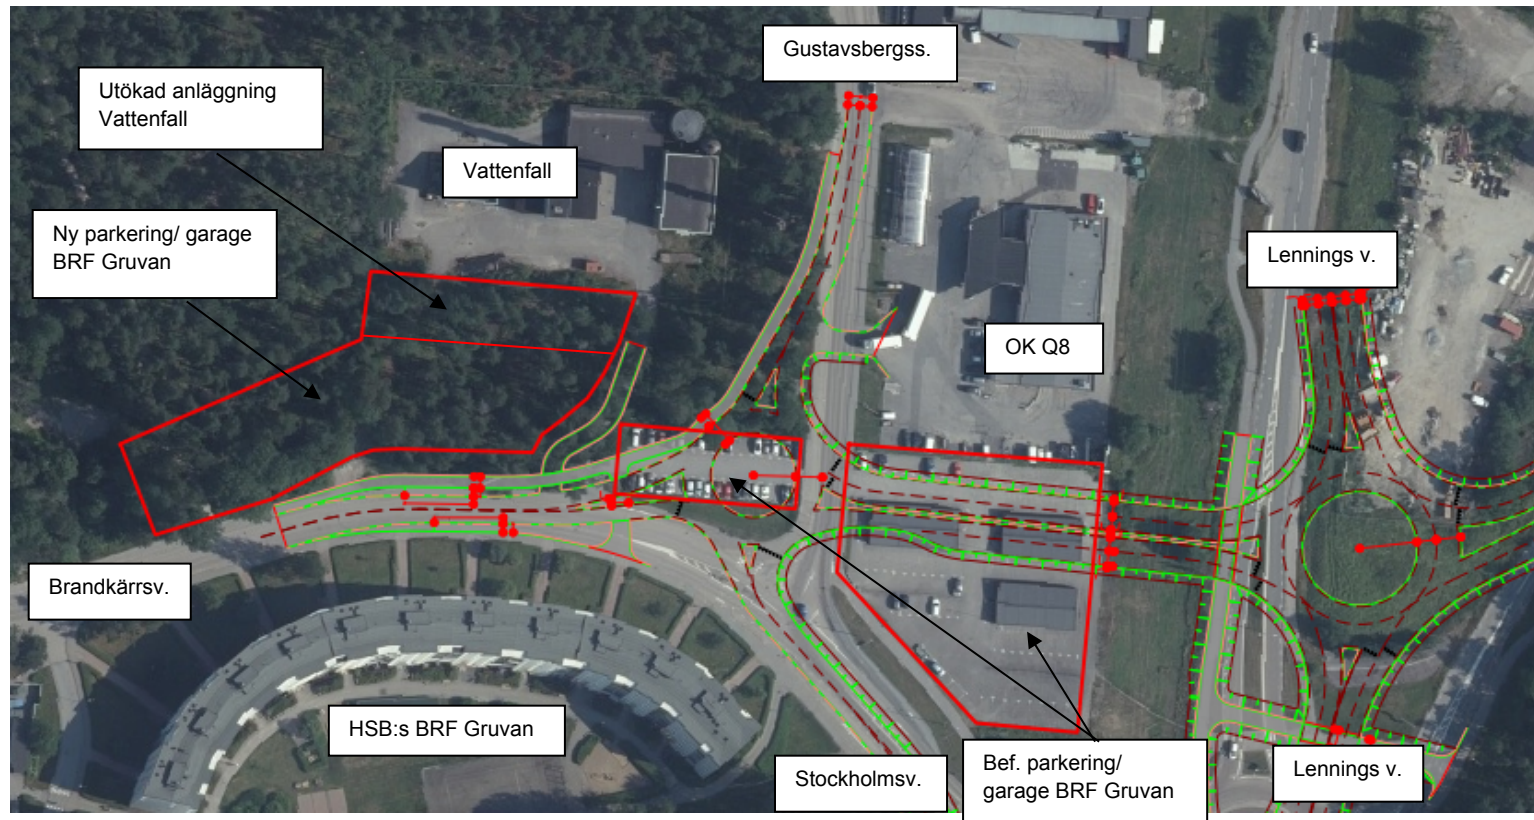 Gustavsbergss.
Utökad anläggning
Vattenfall
Vattenfall
Ny parkering/ garage
BRF Gruvan
Lennings v.
OK Q8
Brandkärrsv.
HSB:s BRF Gruvan
Stockholmsv.
Bef. parkering/
garage BRF Gruvan
Lennings v.